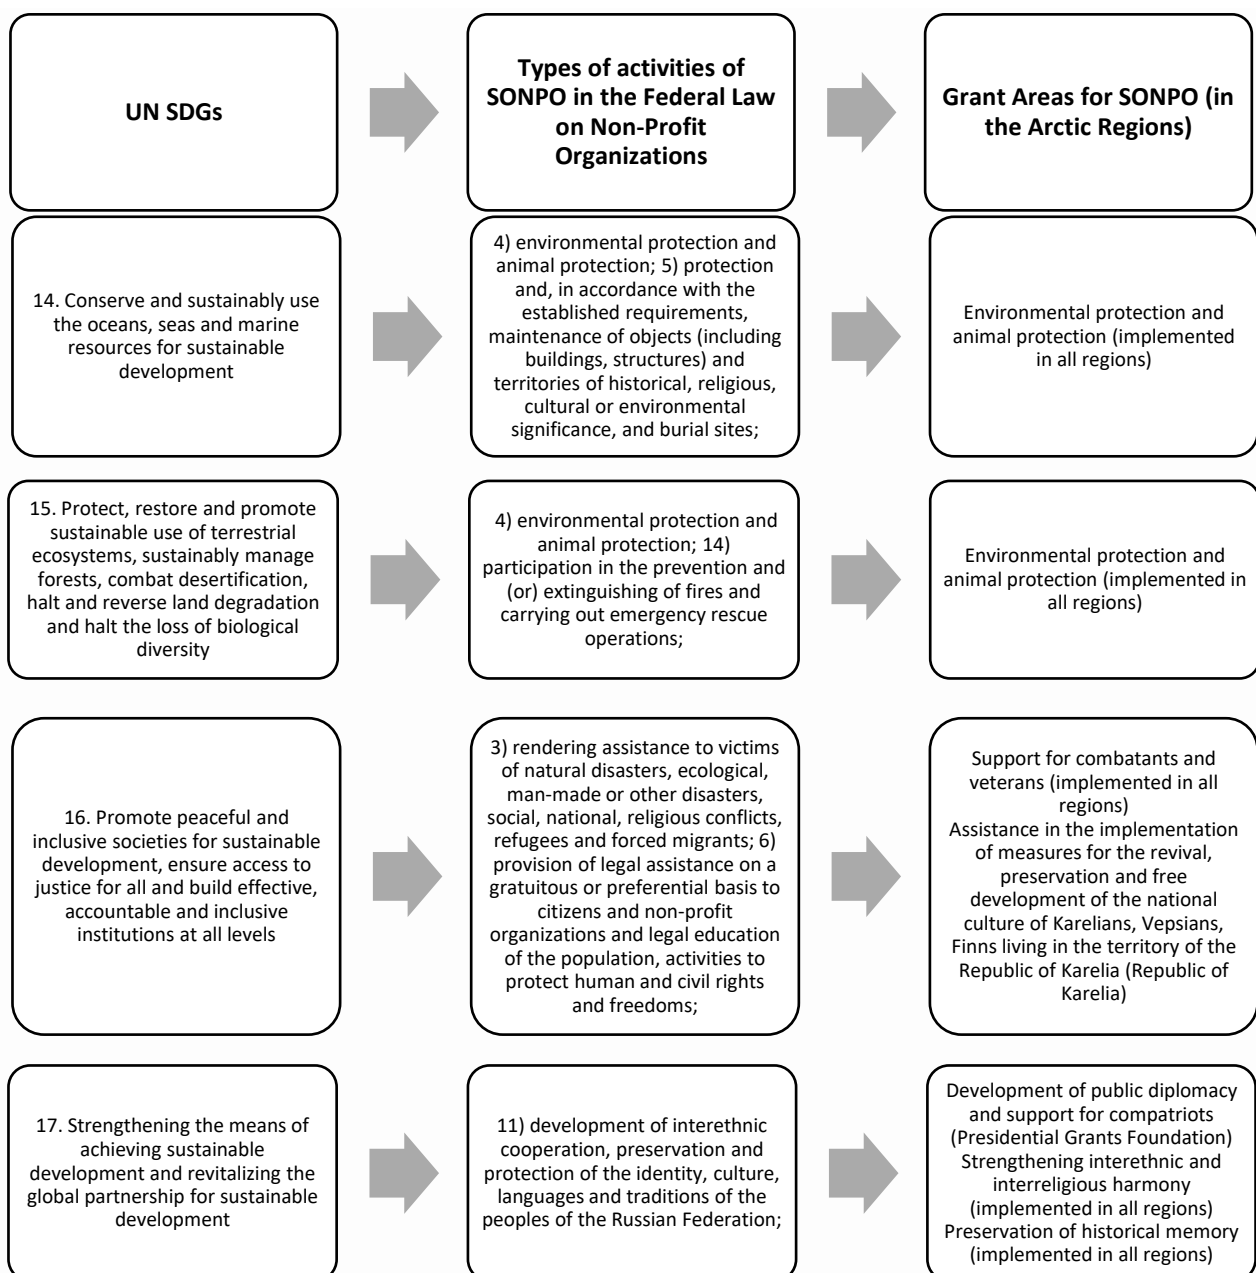 UN SDGs
Types of activities of
SONPO in the Federal Law
on Non-Profit
Organizations
Grant Areas for SONPO (in
the Arctic Regions)
14. Conserve and sustainably use
the oceans, seas and marine
resources for sustainable
development
4) environmental protection and
animal protection; 5) protection
and, in accordance with the
established requirements,
maintenance of objects (including
buildings, structures) and
territories of historical, religious,
cultural or environmental
significance, and burial sites;
Environmental protection and
animal protection (implemented
in all regions)
15. Protect, restore and promote
sustainable use of terrestrial
ecosystems, sustainably manage
forests, combat desertification,
halt and reverse land degradation
and halt the loss of biological
diversity
4) environmental protection and
animal protection; 14)
participation in the prevention and
(or) extinguishing of fires and
carrying out emergency rescue
operations;
Environmental protection and
animal protection (implemented in
all regions)
16. Promote peaceful and
inclusive societies for sustainable
development, ensure access to
justice for all and build effective,
accountable and inclusive
institutions at all levels
3) rendering assistance to victims
of natural disasters, ecological,
man-made or other disasters,
social, national, religious conflicts,
refugees and forced migrants; 6)
provision of legal assistance on a
gratuitous or preferential basis to
citizens and non-profit
organizations and legal education
of the population, activities to
protect human and civil rights
and freedoms;
Support for combatants and
veterans (implemented in all
regions)
Assistance in the implementation
of measures for the revival,
preservation and free
development of the national
culture of Karelians, Vepsians,
Finns living in the territory of the
Republic of Karelia (Republic of
Karelia)
17. Strengthening the means of
achieving sustainable
development and revitalizing the
global partnership for sustainable
development
11) development of interethnic
cooperation, preservation and
protection of the identity, culture,
languages and traditions of the
peoples of the Russian Federation;
Development of public diplomacy
and support for compatriots
(Presidential Grants Foundation)
Strengthening interethnic and
interreligious harmony
(implemented in all regions)
Preservation of historical memory
(implemented in all regions)